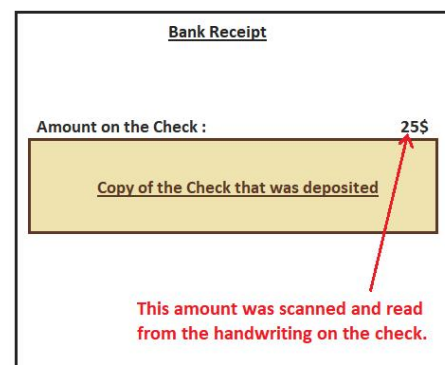 Bank Receipt
Amount on the Check : 25$
Copy of the Check that was deposited
This amount was scanned and read
from the handwriting on the check.